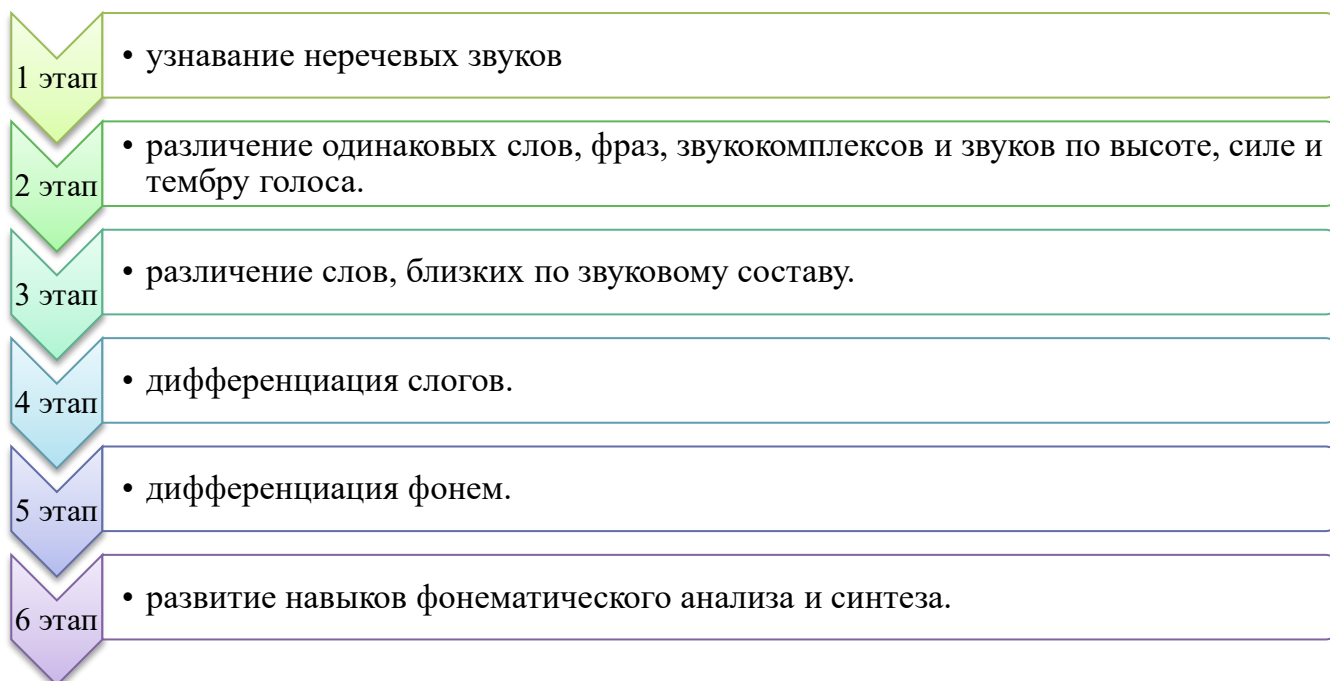 1 этап
• узнавание неречевых звуков
2 этап
• различение одинаковых слов, фраз, звукокомплексов и звуков по высоте, силе и
тембру голоса.
3 этап
• различение слов, близких по звуковому составу.
4 этап
• дифференциация слогов.
5 этап
• дифференциация фонем.
6 этап
• развитие навыков фонематического анализа и синтеза.